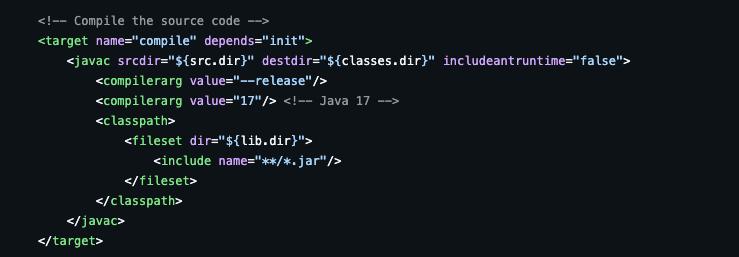 <!-- Compile the source code -->
<target name="compile" depends="init">
<javac srcdir="${src.dir}" destdir="${classes.dir}" includeantruntime="false">
<compilerarg value="--release"/>
<compilerarg value="17"/> <!-- Java 17 -->
<classpath>
<fileset dir="${lib.dir}">
<include name="**/*.jar"/>
</fileset>
</classpath>
</javac>
</target>